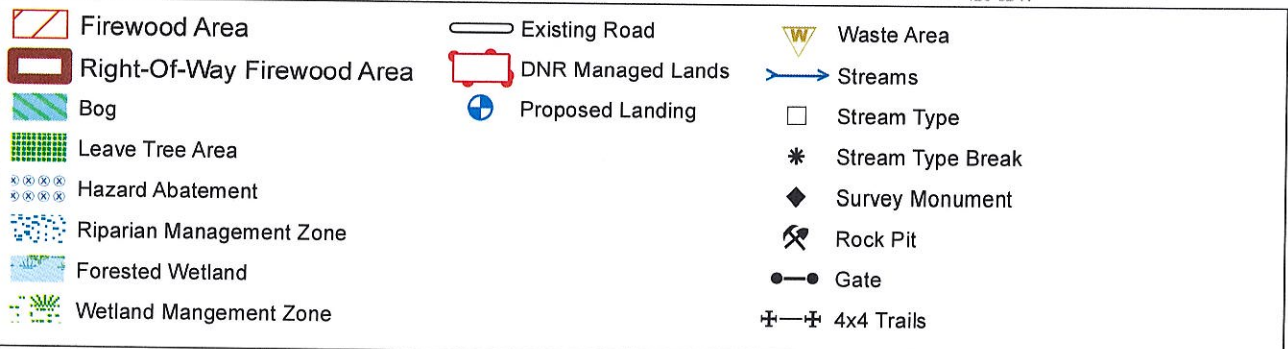 Firewood Area
Right-Of-Way Firewood Area
Bog
Leave Tree Area
Hazard Abatement
Riparian Management Zone
Forested Wetland
Wetland Mangement Zone
Existing Road
DNR Managed Lands
Proposed Landing
W Waste Area
Streams
Stream Type
Stream Type Break
Survey Monument
Rock Pit
Gate
4x4 Trails